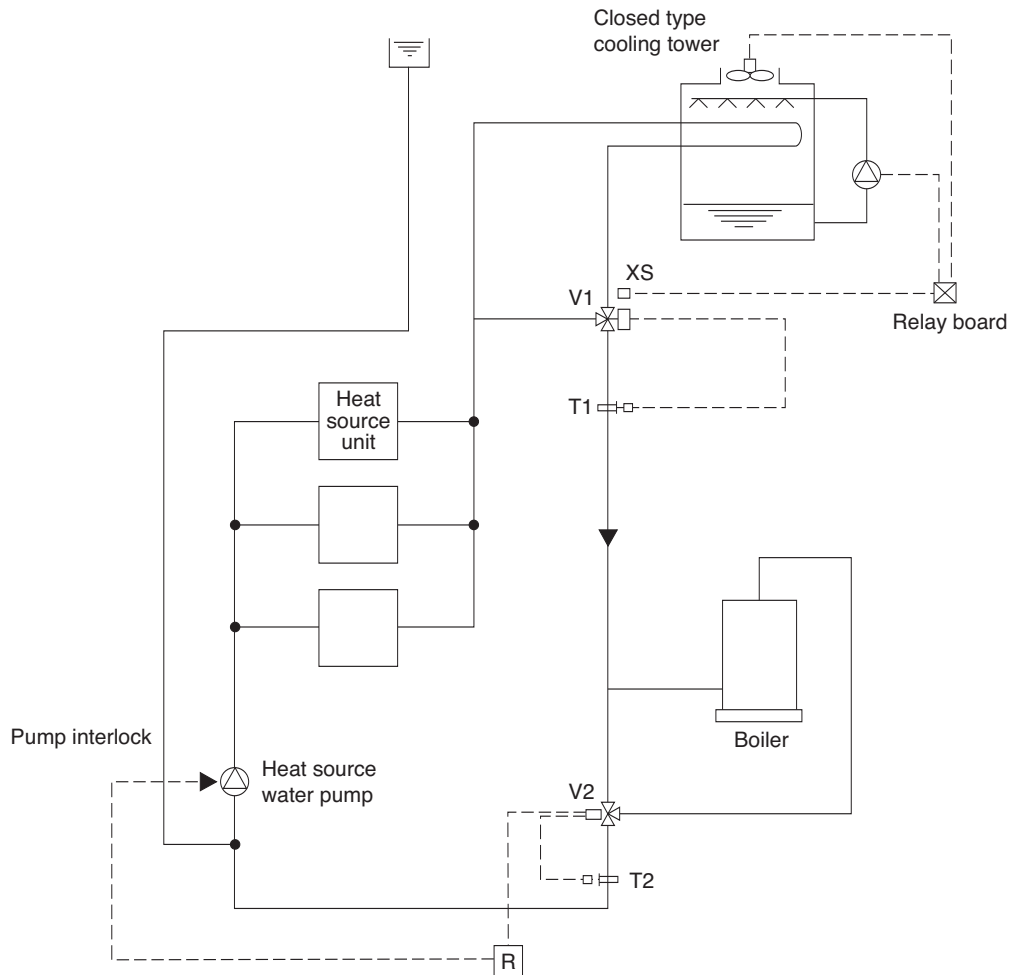 Closed type
cooling tower
XS
V1
Relay board
T1
Heat
source
unit
Pump interlock
Heat source
water pump
Boiler
V2
T2
R